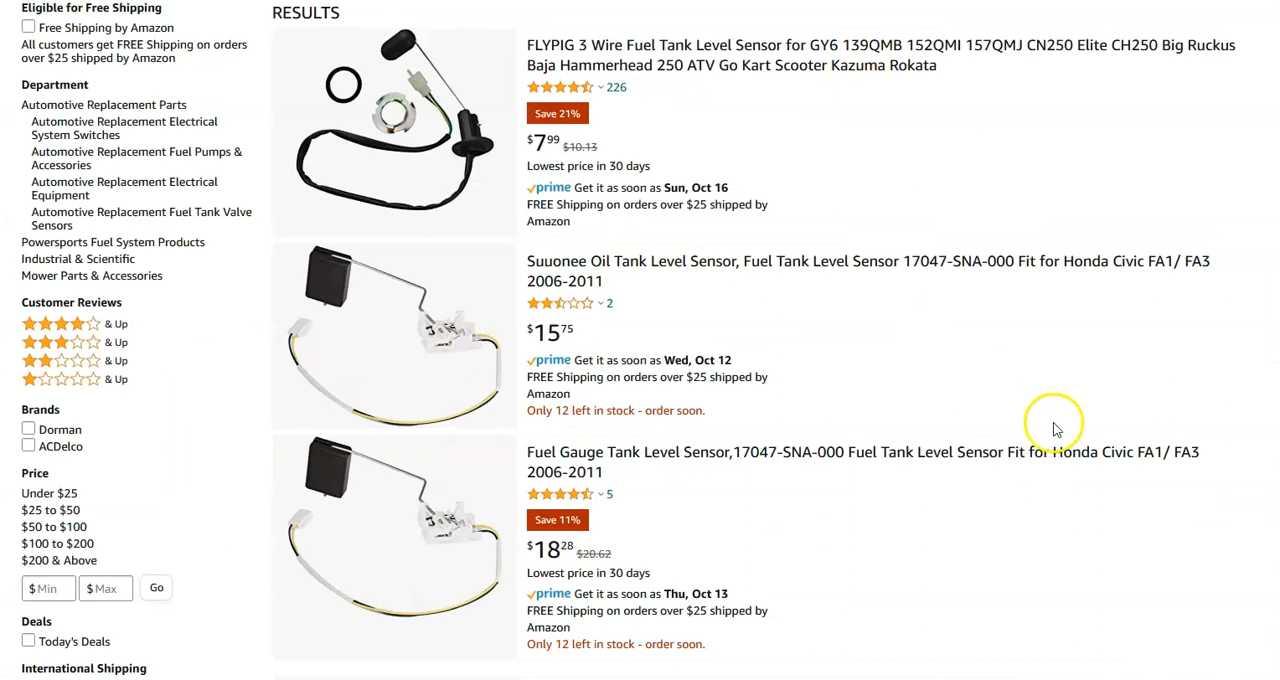 Eligible for Free Shipping
Free Shipping by Amazon
All customers get FREE Shipping on orders
over $25 shipped by Amazon
Department
Automotive Replacement Parts
Automotive Replacement Electrical
System Switches
Automotive Replacement Fuel Pumps &
Accessories
Automotive Replacement Electrical
Equipment
Automotive Replacement Fuel Tank Valve
Sensors
Powersports Fuel System Products
Industrial & Scientific
Mower Parts & Accessories
Customer Reviews
& Up
& Up
& Up
& Up
Brands
Dorman
ACDelco
Price
Under $25
$25 to $50
$50 to $100
$100 to $200
$200 & Above
$ Min $ Max Go
Deals
Today's Deals
International Shipping
RESULTS
FLYPIG 3 Wire Fuel Tank Level Sensor for GY6 139QMB 152QMI 157QMJ CN250 Elite CH250 Big Ruckus
Baja Hammerhead 250 ATV Go Kart Scooter Kazuma Rokata
226
Save 21%
$7.99 $10.13
Lowest price in 30 days
prime Get it as soon as Sun, Oct 16
FREE Shipping on orders over $25 shipped by
Amazon
Suuonee Oil Tank Level Sensor, Fuel Tank Level Sensor 17047-SNA-000 Fit for Honda Civic FA1/ FA3
2006-2011
2
$15.75
prime Get it as soon as Wed, Oct 12
FREE Shipping on orders over $25 shipped by
Amazon
Only 12 left in stock - order soon.
Fuel Gauge Tank Level Sensor,17047-SNA-000 Fuel Tank Level Sensor Fit for Honda Civic FA1/ FA3
2006-2011
5
Save 11%
$18.28 $20.62
Lowest price in 30 days
prime Get it as soon as Thu, Oct 13
FREE Shipping on orders over $25 shipped by
Amazon
Only 12 left in stock - order soon.